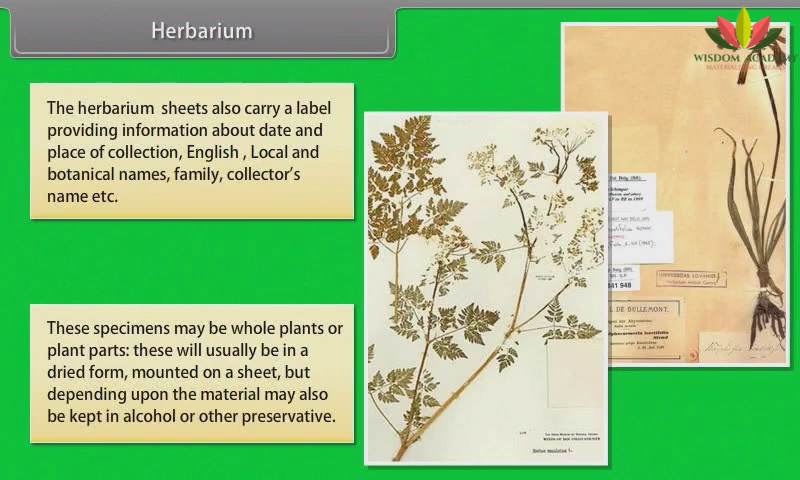 Herbarium
WISDOM ACADEMY
The herbarium sheets also carry a label
providing information about date and
place of collection, English , Local and
botanical names, family, collector's
name etc.
These specimens may be whole plants or
plant parts: these will usually be in a
dried form, mounted on a sheet, but
depending upon the material may also
be kept in alcohol or other preservative.
L DE BULLEMONT.